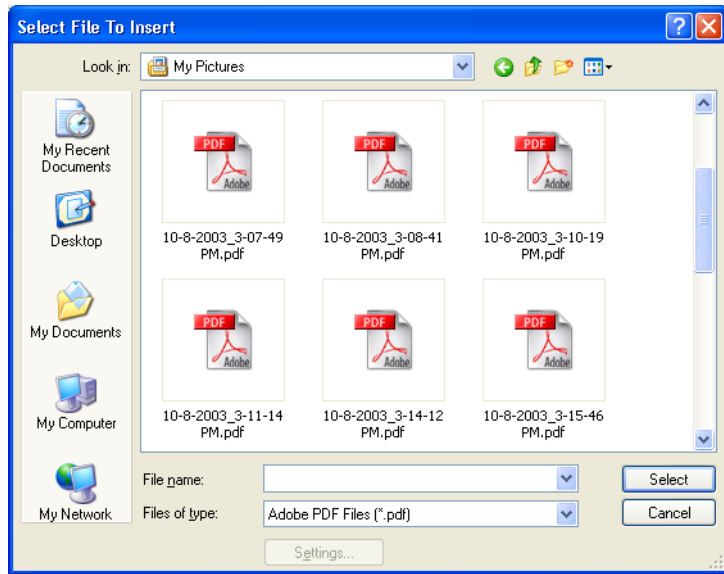 Select File To Insert
Look in: My Pictures
My Recent
Documents
Desktop
My Documents
My Computer
My Network
PDF
Adobe
PDF
Adobe
PDF
Adobe
10-8-2003_3-07-49
PM.pdf
10-8-2003_3-08-41
PM.pdf
10-8-2003_3-10-19
PM.pdf
PDF
Adobe
PDF
Adobe
PDF
Adobe
10-8-2003_3-11-14
PM.pdf
10-8-2003_3-14-12
PM.pdf
10-8-2003_3-15-46
PM.pdf
File name:
Select
Files of type: Adobe PDF Files (*.pdf)
Cancel
Settings...